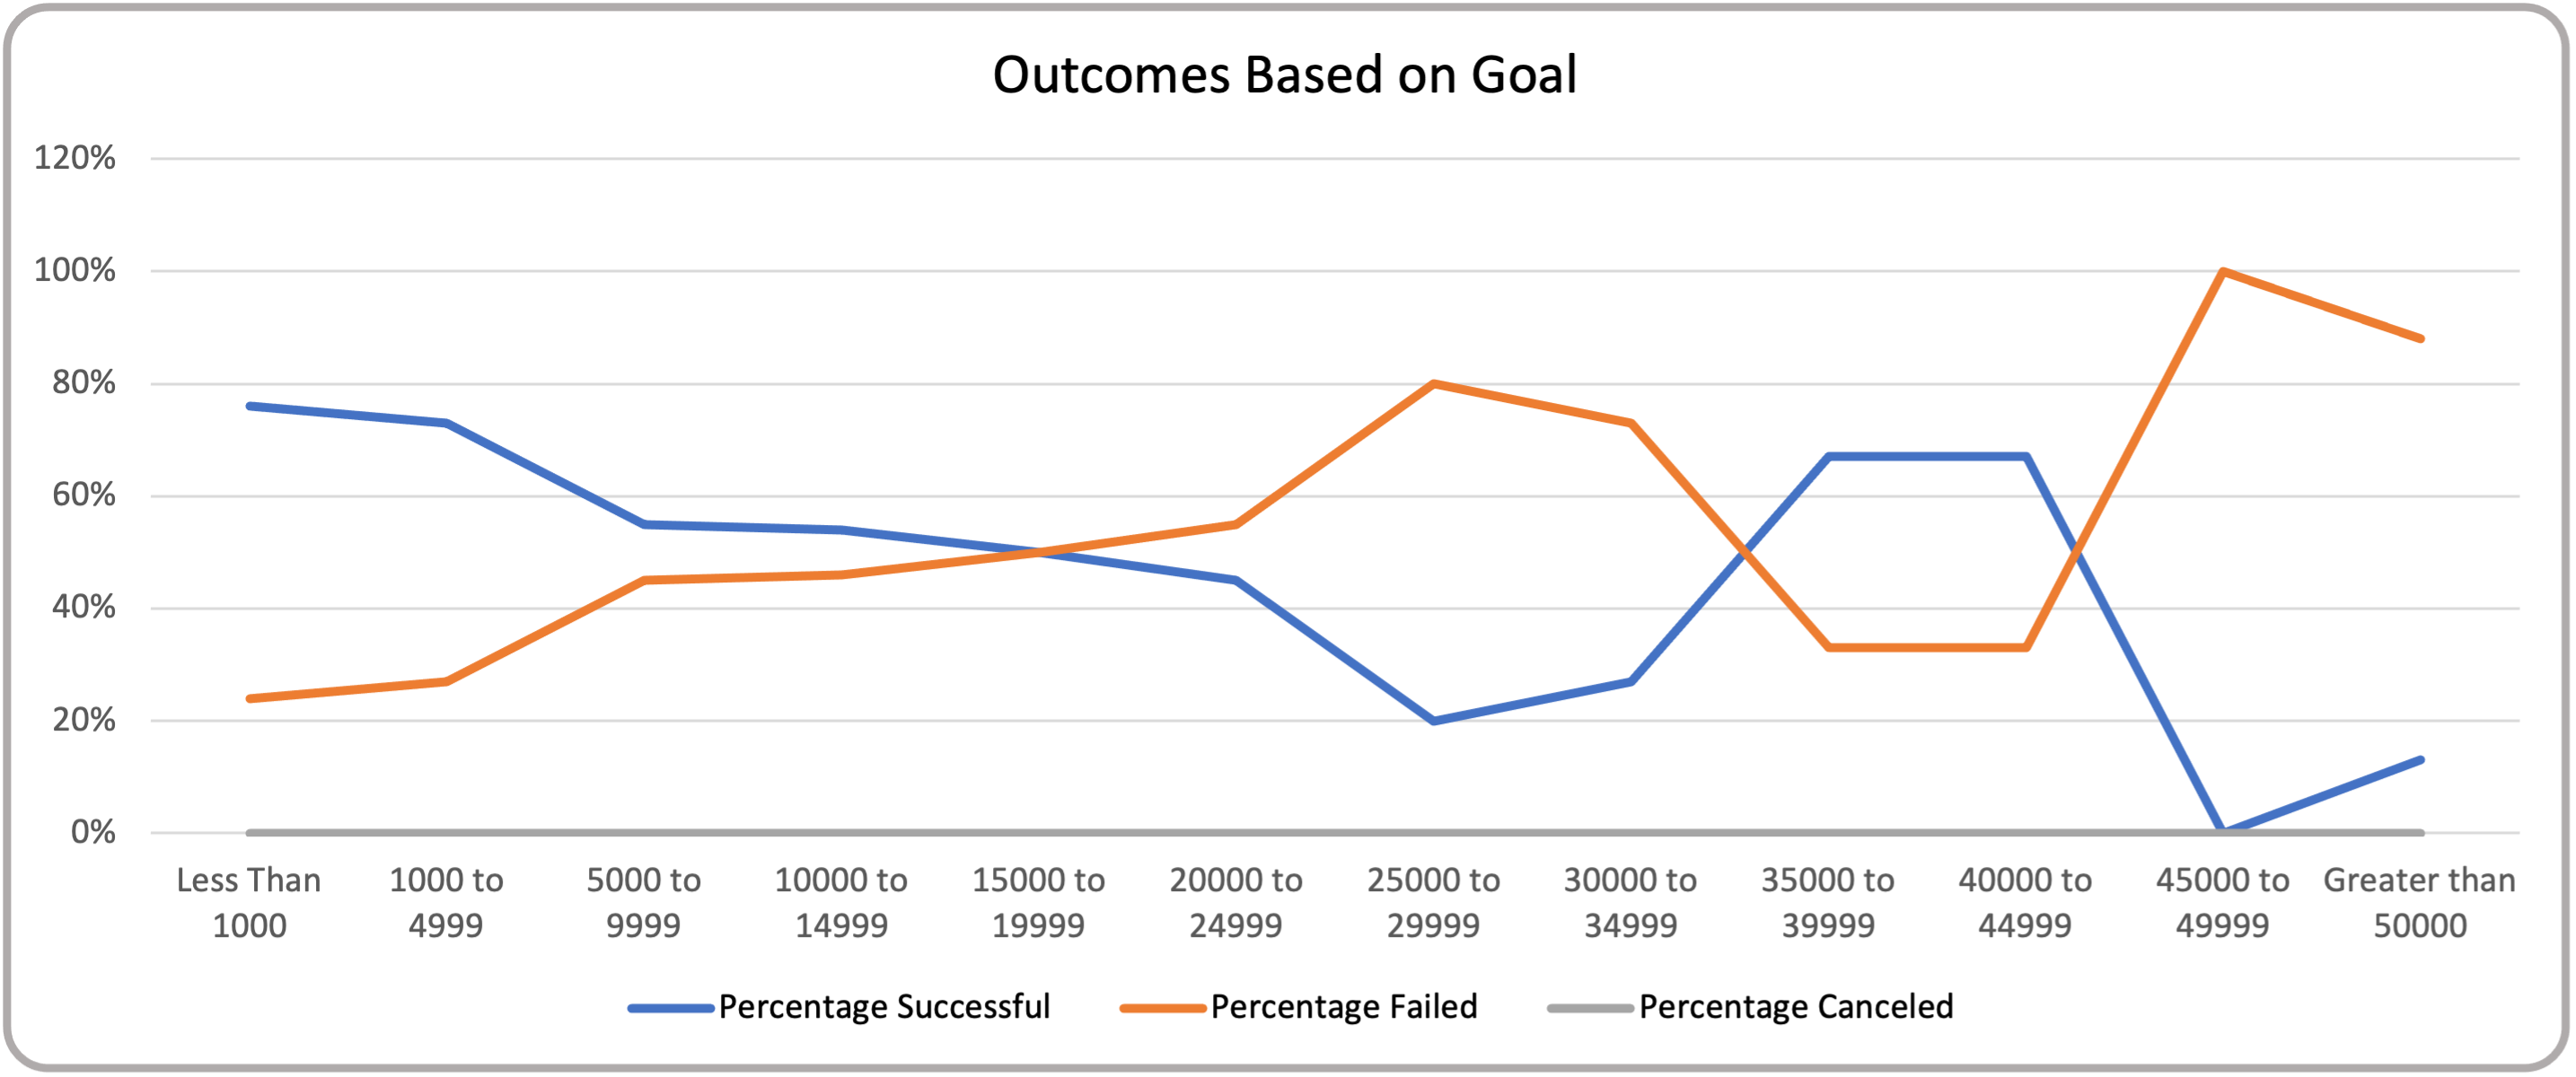 Outcomes Based on Goal
120%
100%
80%
60%
40%
20%
0%
Less Than 1000
1000 to 4999
5000 to 9999
10000 to 14999
15000 to 19999
20000 to 24999
25000 to 29999
30000 to 34999
35000 to 39999
40000 to 44999
45000 to 49999
Greater than 50000
Percentage Successful
Percentage Failed
Percentage Canceled